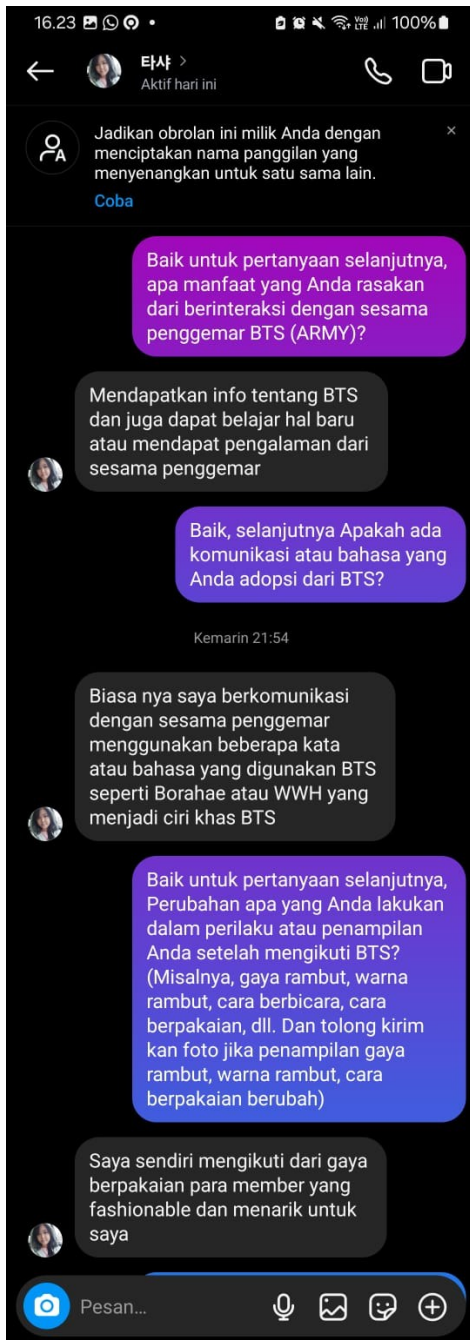 16.23
Vo)) LTE 100%
타샤 >
Aktif hari ini
Jadikan obrolan ini milik Anda dengan
menciptakan nama panggilan yang
menyenangkan untuk satu sama lain.
Coba
Baik untuk pertanyaan selanjutnya,
apa manfaat yang Anda rasakan
dari berinteraksi dengan sesama
penggemar BTS (ARMY)?
Mendapatkan info tentang BTS
dan juga dapat belajar hal baru
atau mendapat pengalaman dari
sesama penggemar
Baik, selanjutnya Apakah ada
komunikasi atau bahasa yang
Anda adopsi dari BTS?
Kemarin 21:54
Biasa nya saya berkomunikasi
dengan sesama penggemar
menggunakan beberapa kata
atau bahasa yang digunakan BTS
seperti Borahae atau WWH yang
menjadi ciri khas BTS
Baik untuk pertanyaan selanjutnya,
Perubahan apa yang Anda lakukan
dalam perilaku atau penampilan
Anda setelah mengikuti BTS?
(Misalnya, gaya rambut, warna
rambut, cara berbicara, cara
berpakaian, dll. Dan tolong kirim
kan foto jika penampilan gaya
rambut, warna rambut, cara
berpakaian berubah)
Saya sendiri mengikuti dari gaya
berpakaian para member yang
fashionable dan menarik untuk
saya
Pesan...